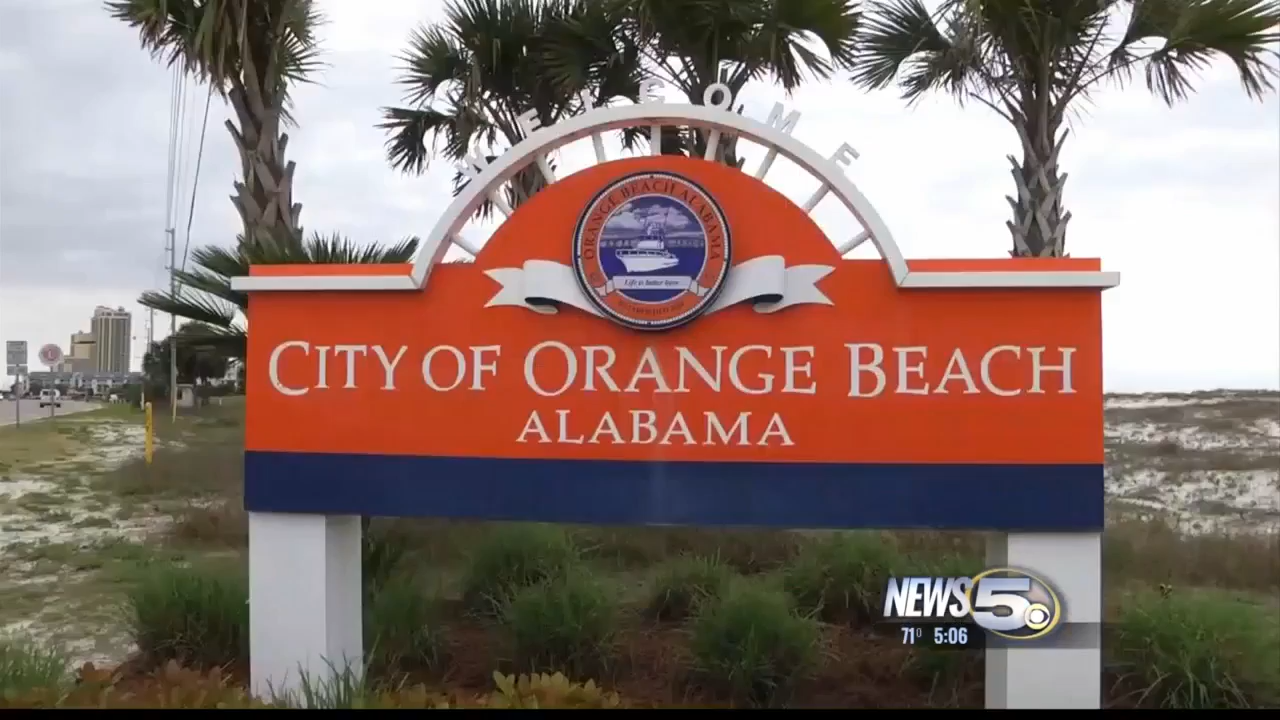 WELCOME
ORANGE BEACH ALABAMA
Life is better here
CITY OF ORANGE BEACH
ALABAMA
NEWS 5
71° 5:06